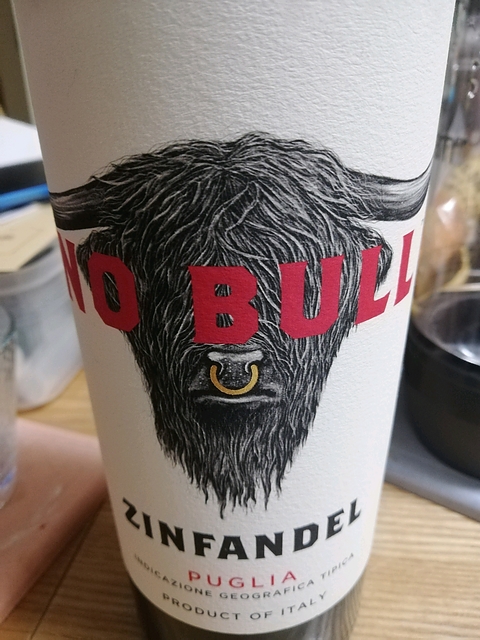 NO BULL
ZINFANDEL
PUGLIA
INDICAZIONE GEOGRAFICA TIPICA
PRODUCT OF ITALY